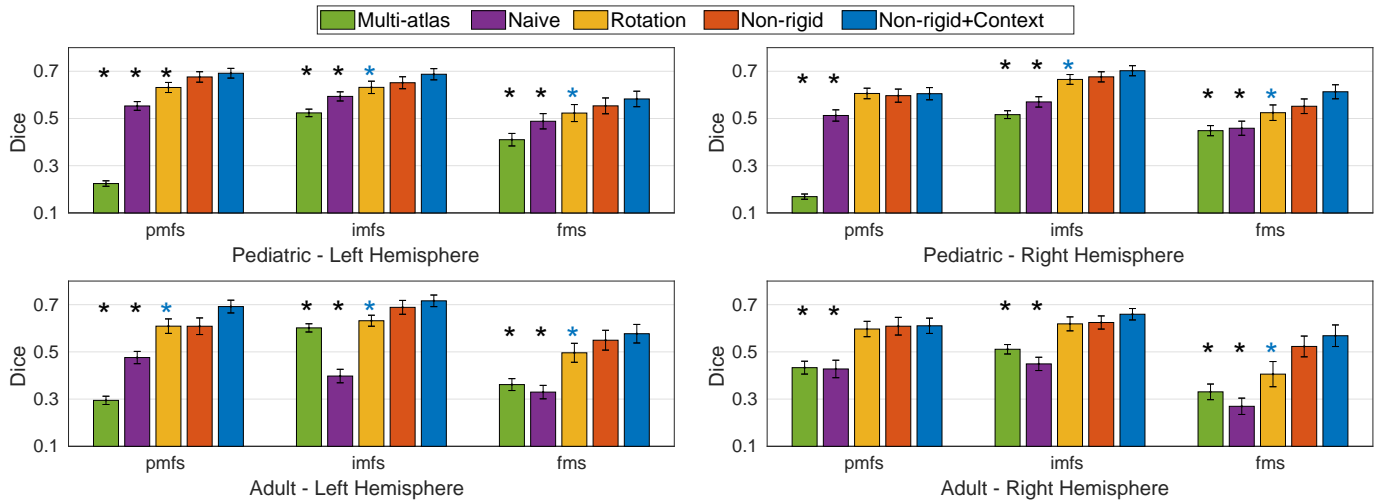 Multi-atlas Naive Rotation Non-rigid Non-rigid+Context
* * * * * * * *
* * * * * * * *
0.7
0.5
0.3
0.1
Dice
pmfs imfs fms
Pediatric - Left Hemisphere
0.7
0.5
0.3
0.1
Dice
pmfs imfs fms
Pediatric - Right Hemisphere
* * * * * * * * *
* * * * * * *
0.7
0.5
0.3
0.1
Dice
pmfs imfs fms
Adult - Left Hemisphere
0.7
0.5
0.3
0.1
Dice
pmfs imfs fms
Adult - Right Hemisphere